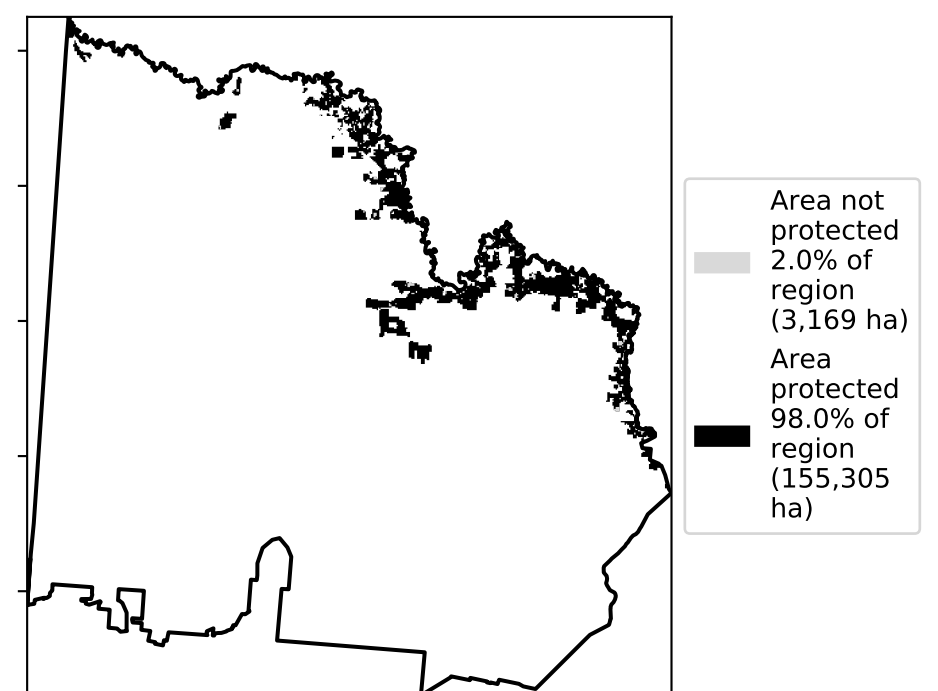 Area not
protected
2.0% of
region
(3,169 ha)
Area
protected
98.0% of
region
(155,305
ha)